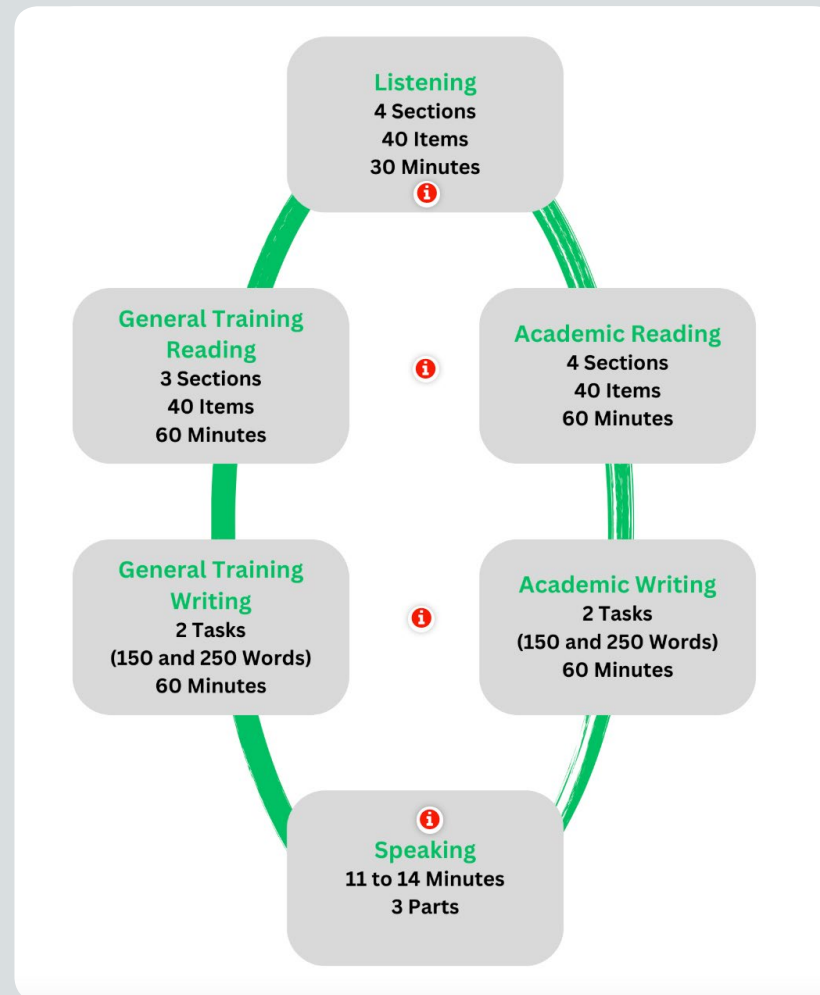 Listening
4 Sections
40 Items
30 Minutes
General Training
Reading
3 Sections
40 Items
60 Minutes
Academic Reading
4 Sections
40 Items
60 Minutes
General Training
Writing
2 Tasks
(150 and 250 Words)
60 Minutes
Academic Writing
2 Tasks
(150 and 250 Words)
60 Minutes
Speaking
11 to 14 Minutes
3 Parts